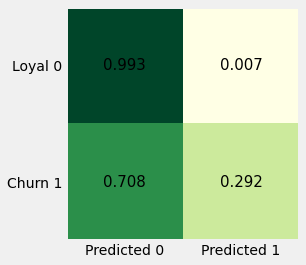 Loyal 0 0.993 0.007
Churn 1 0.708 0.292
Predicted 0 Predicted 1